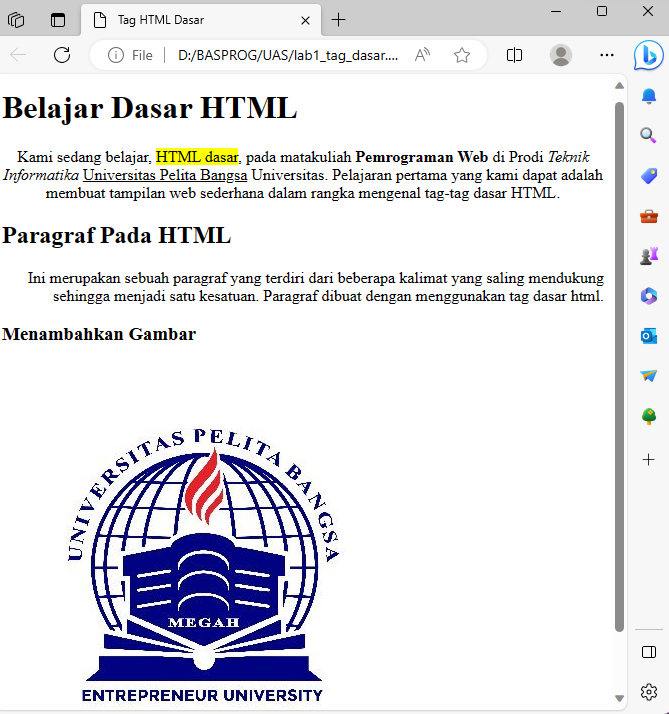 Tag HTML Dasar
File
D:/BASPROG/UAS/lab1_tag_dasar....
Belajar Dasar HTML
Kami sedang belajar, HTML dasar, pada matakuliah Pemrograman Web di Prodi Teknik
Informatika Universitas Pelita Bangsa Universitas. Pelajaran pertama yang kami dapat adalah
membuat tampilan web sederhana dalam rangka mengenal tag-tag dasar HTML.
Paragraf Pada HTML
Ini merupakan sebuah paragraf yang terdiri dari beberapa kalimat yang saling mendukung
sehingga menjadi satu kesatuan. Paragraf dibuat dengan menggunakan tag dasar html.
Menambahkan Gambar
UNIVERSITAS PELITA BANGSA
MEGAH
ENTREPRENEUR UNIVERSITY